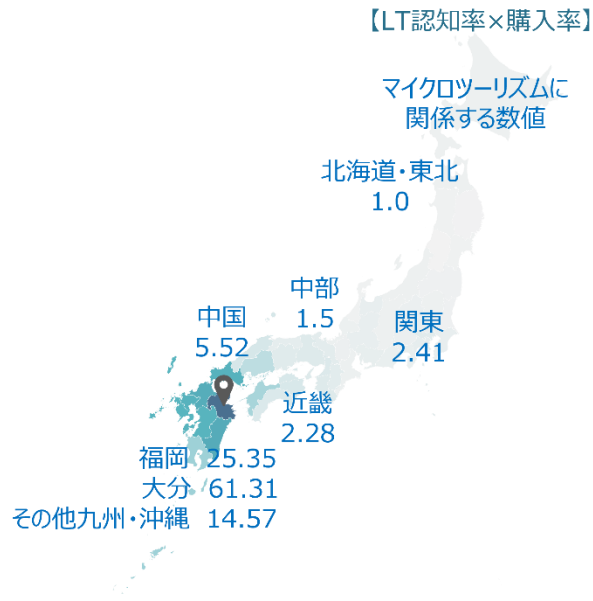 【LT認知率×購入率】
マイクロツーリズムに
関係する数値
北海道・東北
1.0
中部
1.5
中国
5.52
関東
2.41
近畿
2.28
福岡 25.35
大分 61.31
その他九州・沖縄 14.57